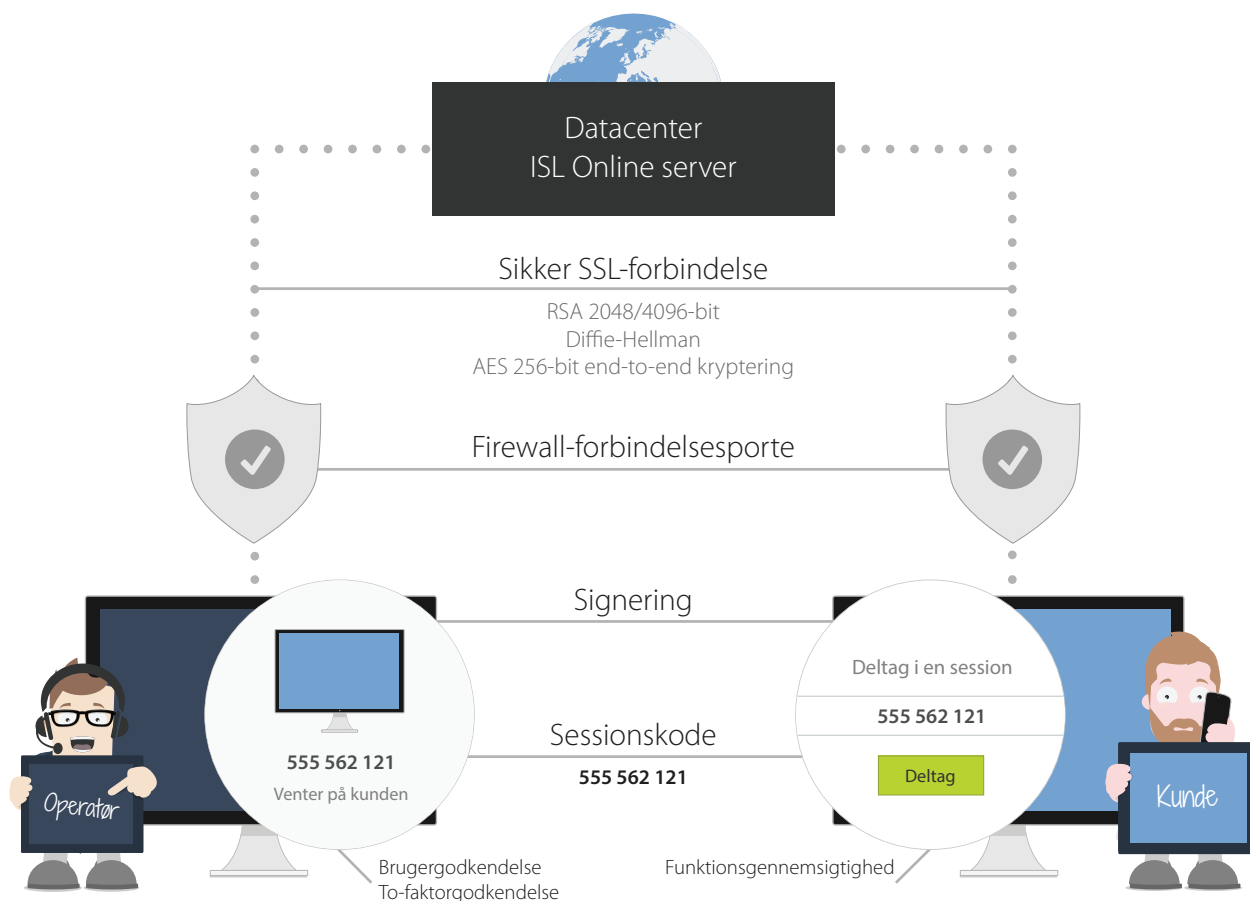 Datacenter
ISL Online server
Sikker SSL-forbindelse
RSA 2048/4096-bit
Diffie-Hellman
AES 256-bit end-to-end kryptering
Firewall-forbindelsesporte
Signering
Deltag i en session
555 562 121
Deltag
Sessionskode
555 562 121
555 562 121
Venter på kunden
Operatør
Kunde
Brugergodkendelse
To-faktorgodkendelse
Funktionsgennemsigtighed